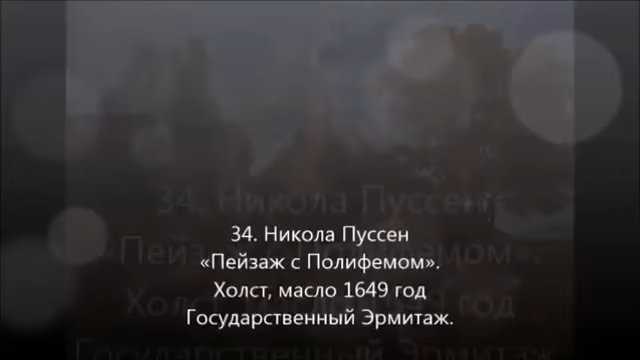 34. Никола Пуссен
«Пейзаж с Полифемом».
Холст, масло 1649 год
Государственный Эрмитаж.